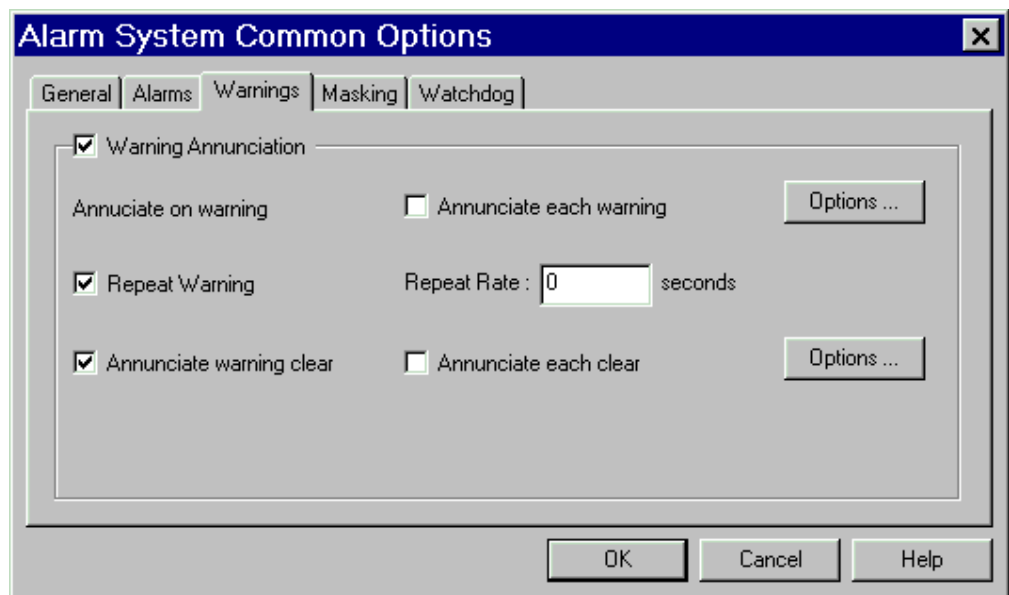 Alarm System Common Options
General Alarms Warnings Masking Watchdog
Warning Annunciation
Annuciate on warning Annunciate each warning Options ...
Repeat Warning Repeat Rate : 0 seconds
Annunciate warning clear Annunciate each clear Options ...
OK Cancel Help